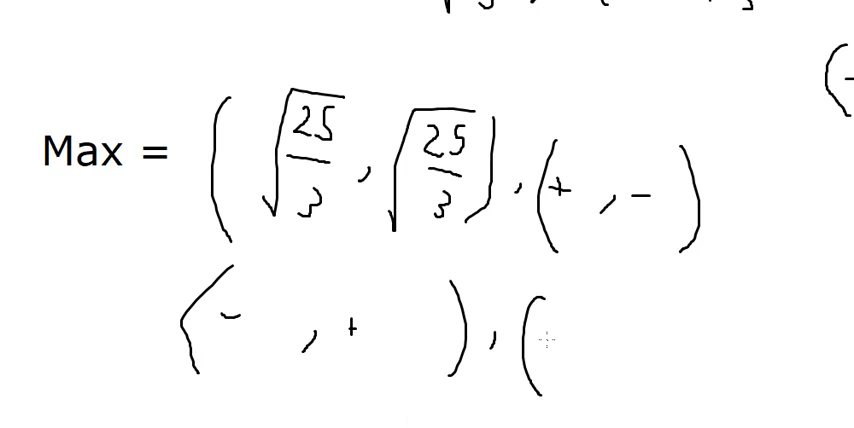 Max = (√(25/3), √(25/3)), (+, -)
(-, +), (